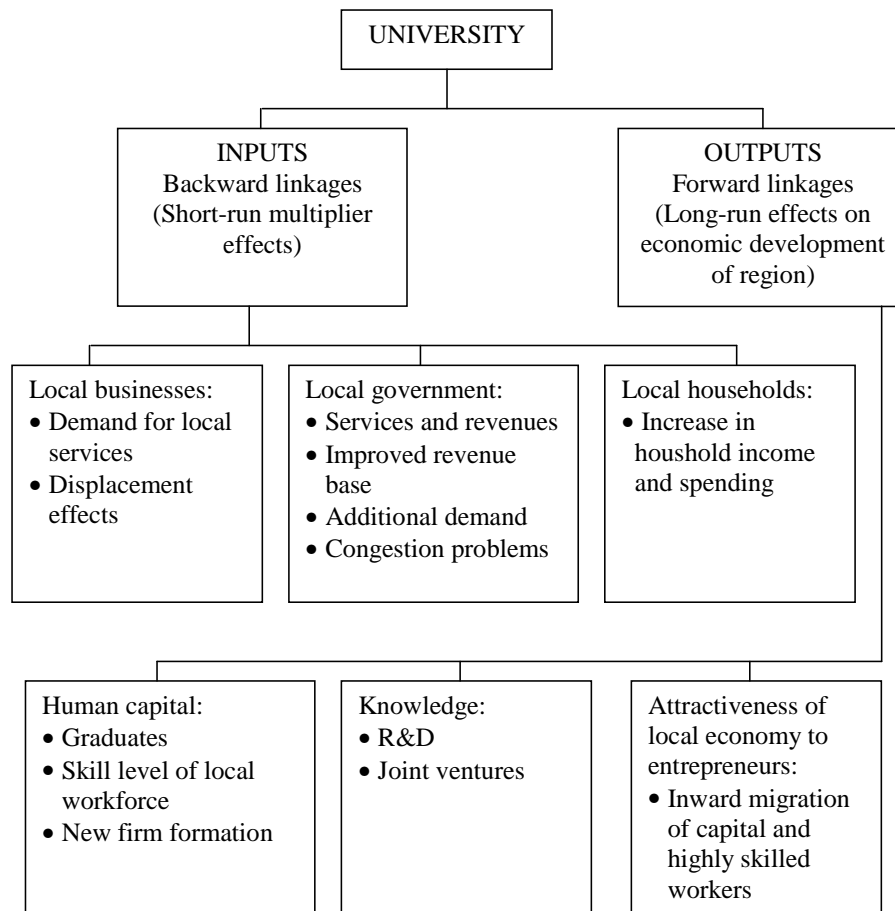 UNIVERSITY
INPUTS
Backward linkages
(Short-run multiplier
effects)
OUTPUTS
Forward linkages
(Long-run effects on
economic development
of region)
Local businesses:
• Demand for local
services
• Displacement
effects
Local government:
• Services and revenues
• Improved revenue
base
• Additional demand
• Congestion problems
Local households:
• Increase in
houshold income
and spending
Human capital:
• Graduates
• Skill level of local
workforce
• New firm formation
Knowledge:
• R&D
• Joint ventures
Attractiveness of
local economy to
entrepreneurs:
• Inward migration
of capital and
highly skilled
workers